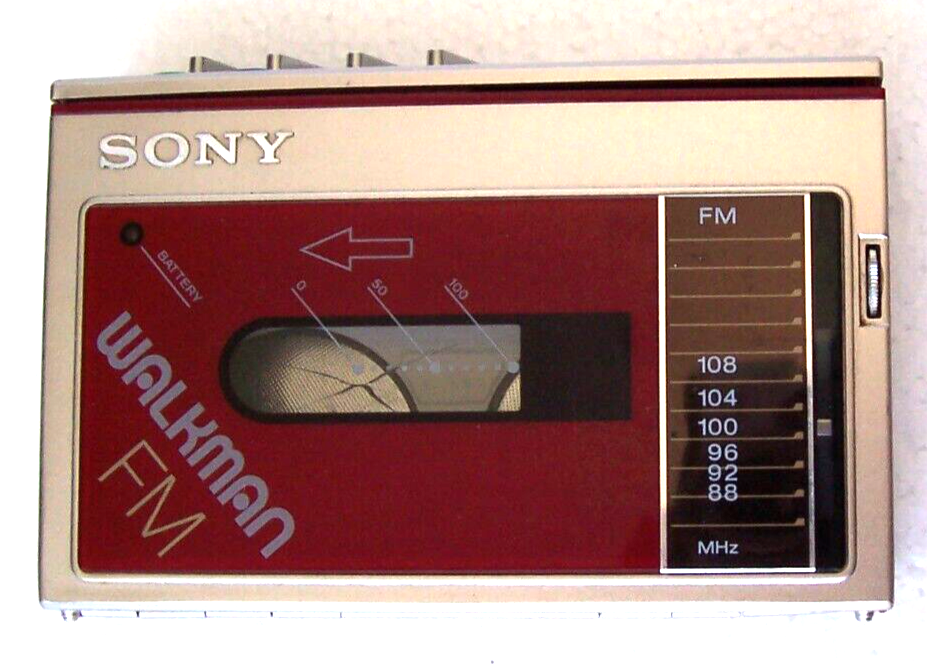 SONY
BATTERY
0
50
100
WALKMAN
FM
FM
108
104
100
96
92
88
MHz